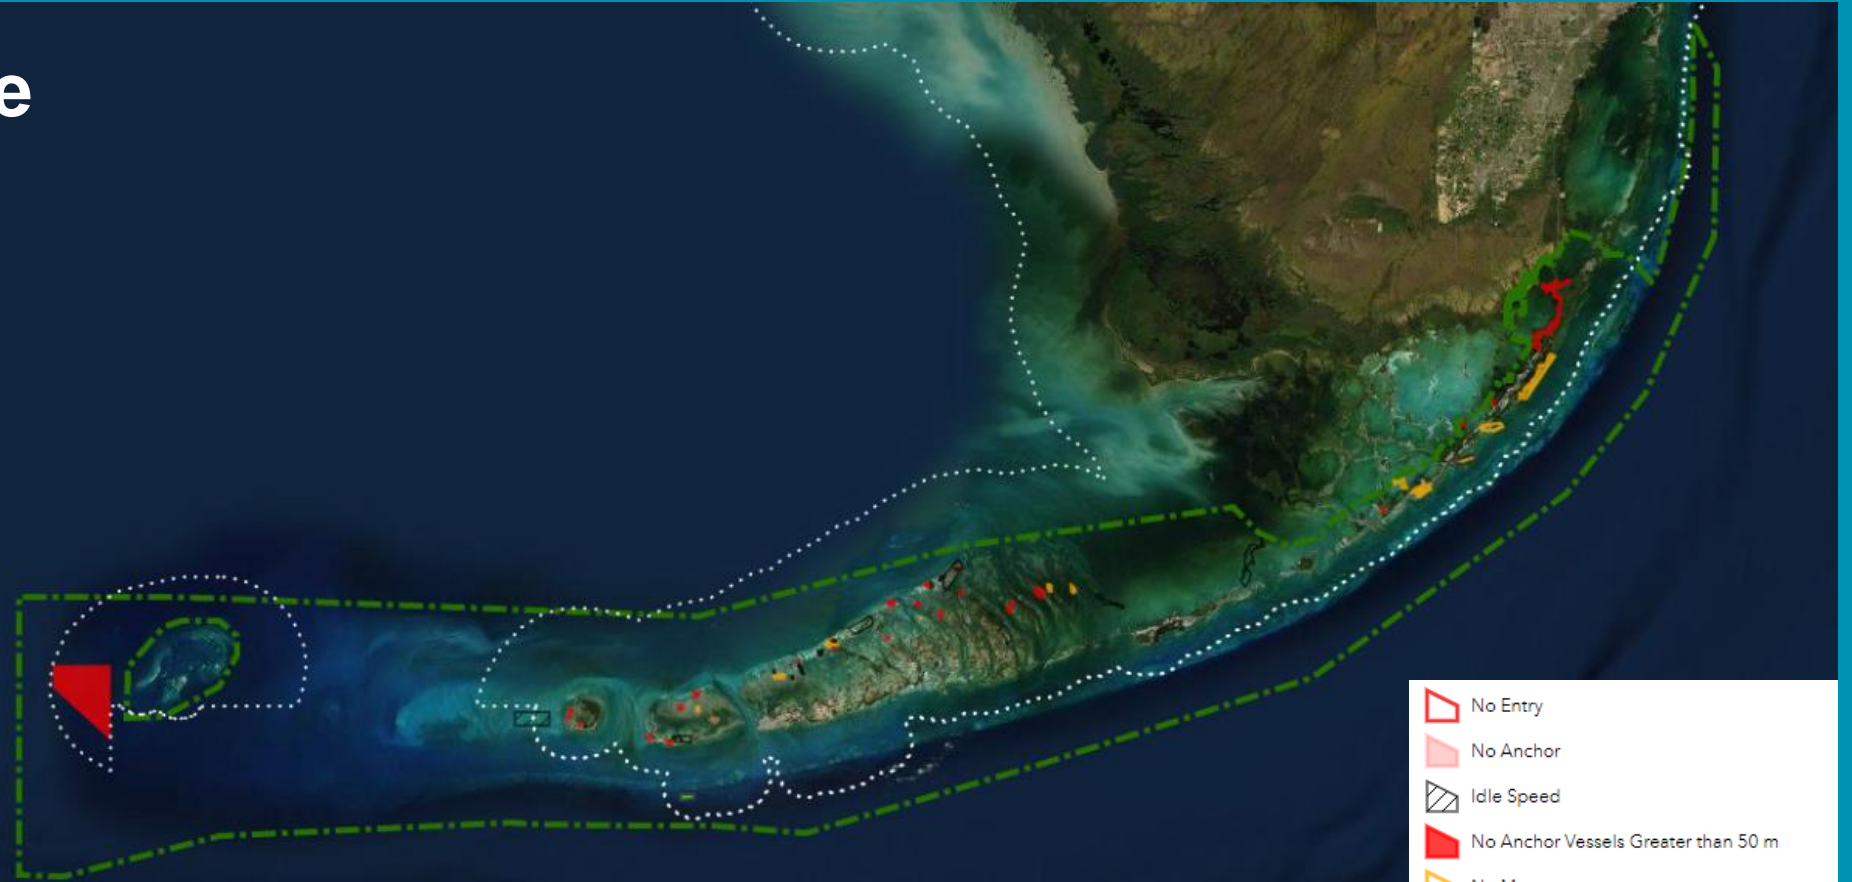 e
No Entry
No Anchor
Idle Speed
No Anchor Vessels Greater than 50 m